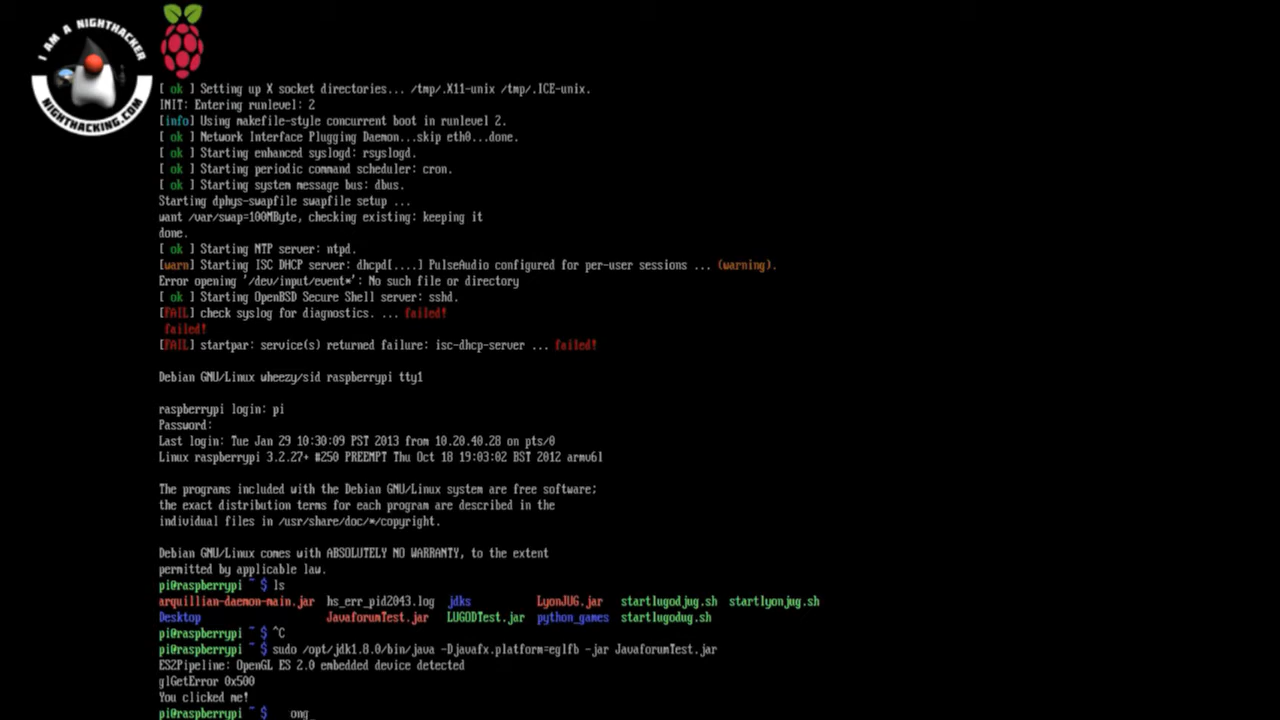 I AM A NIGHTHACKER
NIGHTHACKING.COM
[ ok ] Setting up X socket directories... /tmp/.X11-unix /tmp/.ICE-unix.
INIT: Entering runlevel: 2
[info] Using makefile-style concurrent boot in runlevel 2.
[ ok ] Network Interface Plugging Daemon...skip eth0...done.
[ ok ] Starting enhanced syslogd: rsyslogd.
[ ok ] Starting periodic command scheduler: cron.
[ ok ] Starting system message bus: dbus.
Starting dphys-swapfile swapfile setup ...
want /var/swap=100MByte, checking existing: keeping it
done.
[ ok ] Starting NTP server: ntpd.
[warn] Starting ISC DHCP server: dhcpd[....] PulseAudio configured for per-user sessions ... (warning).
Error opening '/dev/input/event*': No such file or directory
[ ok ] Starting OpenBSD Secure Shell server: sshd.
[FAIL] check syslog for diagnostics. ... failed!
failed!
[FAIL] startpar: service(s) returned failure: isc-dhcp-server ... failed!
Debian GNU/Linux wheezy/sid raspberrypi tty1
raspberrypi login: pi
Password:
Last login: Tue Jan 29 10:30:09 PST 2013 from 10.20.40.28 on pts/0
Linux raspberrypi 3.2.27+ #250 PREEMPT Thu Oct 18 19:03:02 BST 2012 armv6l
The programs included with the Debian GNU/Linux system are free software;
the exact distribution terms for each program are described in the
individual files in /usr/share/doc/*/copyright.
Debian GNU/Linux comes with ABSOLUTELY NO WARRANTY, to the extent
permitted by applicable law.
pi@raspberrypi ~ $ ls
arquillian-daemon-main.jar hs_err_pid2043.log jdks LyonJUG.jar startlugodjug.sh startlyonjug.sh
Desktop JavaforumTest.jar LUGODTest.jar python_games startlugodug.sh
pi@raspberrypi ~ $ ^C
pi@raspberrypi ~ $ sudo /opt/jdk1.8.0/bin/java -Djavafx.platform=eglfb -jar JavaforumTest.jar
ES2Pipeline: OpenGL ES 2.0 embedded device detected
glGetError 0x500
You clicked me!
pi@raspberrypi ~ $ ong_